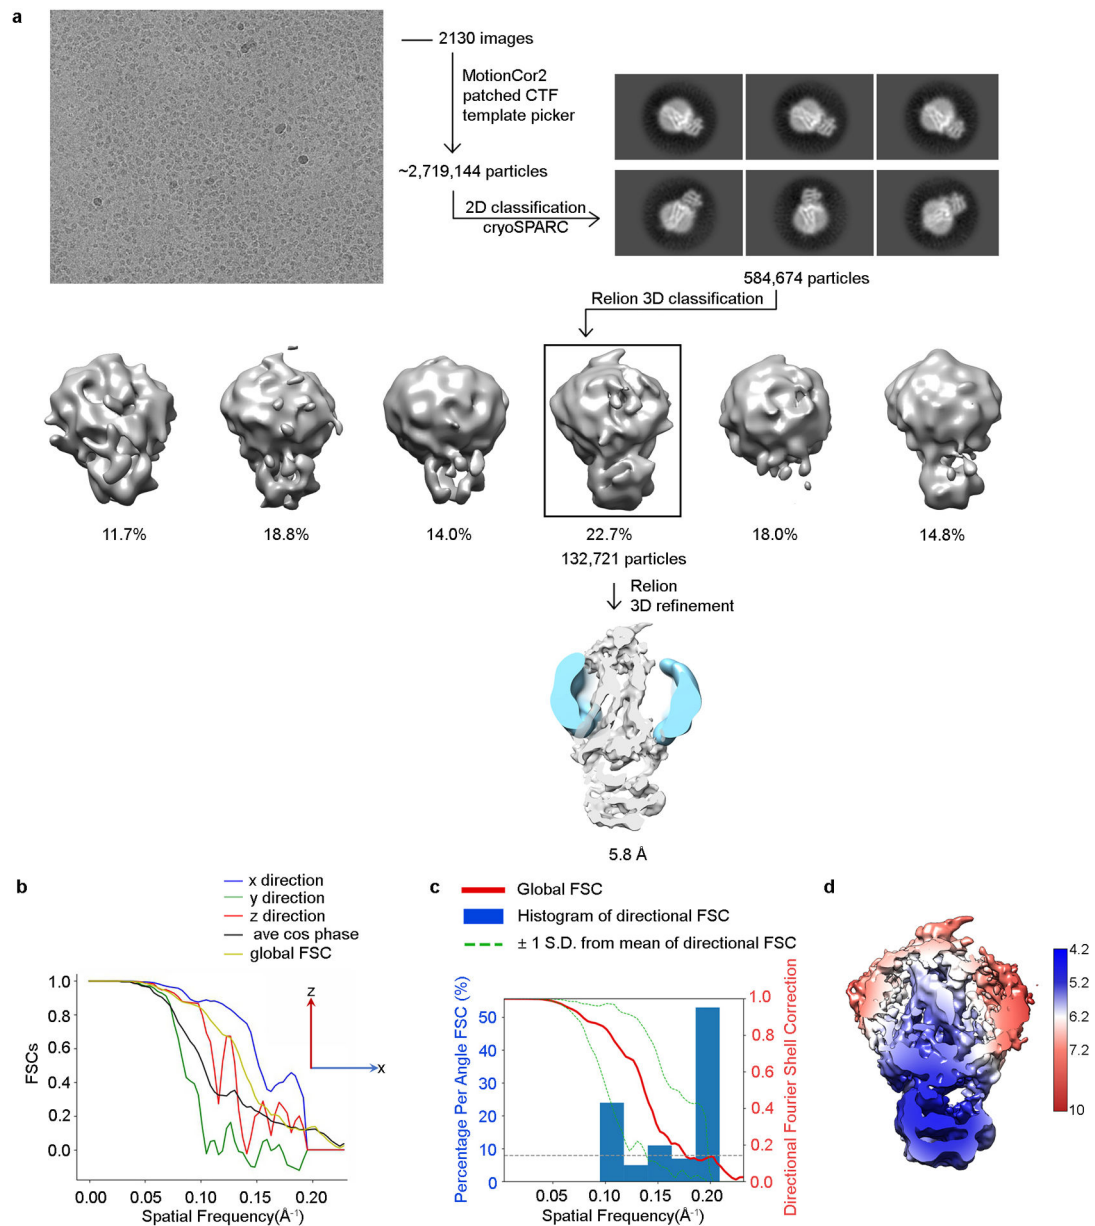 a
2130 images
MotionCor2
patched CTF
template picker
~2,719,144 particles
2D classification
cryoSPARC
584,674 particles
Relion 3D classification
11.7%
18.8%
14.0%
22.7%
18.0%
14.8%
132,721 particles
Relion
3D refinement
5.8 Å
b
x direction
y direction
z direction
ave cos phase
global FSC
1.0
0.8
0.6
0.4
0.2
0.0
FSCs
z
x
0.00
0.05
0.10
0.15
0.20
Spatial Frequency(Å-1)
c
Global FSC
Histogram of directional FSC
± 1 S.D. from mean of directional FSC
Percentage Per Angle FSC (%)
50
40
30
20
10
0
1.0
0.8
0.6
0.4
0.2
0.0
Directional Fourier Shell Correction
0.05
0.10
0.15
0.20
Spatial Frequency(Å-1)
d
4.2
5.2
6.2
7.2
10